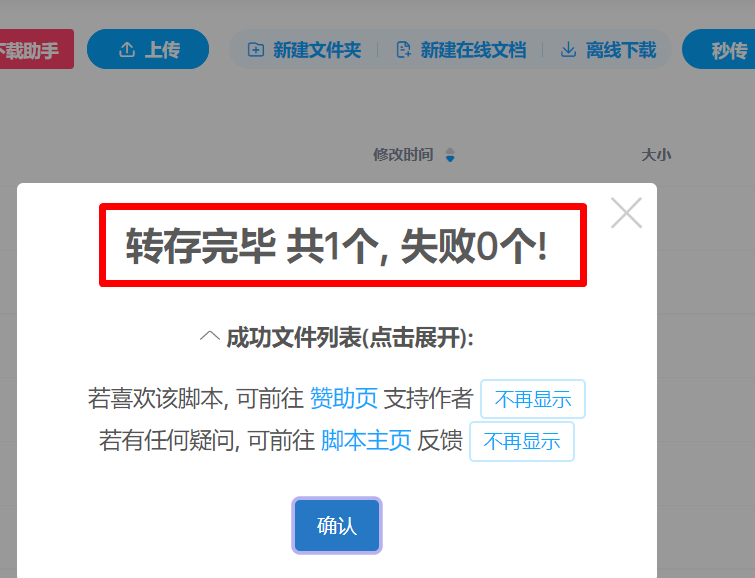 下载助手 上传 新建文件夹 新建在线文档 离线下载 秒传
修改时间 大小
转存完毕 共1个, 失败0个!
成功文件列表(点击展开):
若喜欢该脚本, 可前往 赞助页 支持作者 不再显示
若有任何疑问, 可前往 脚本主页 反馈 不再显示
确认